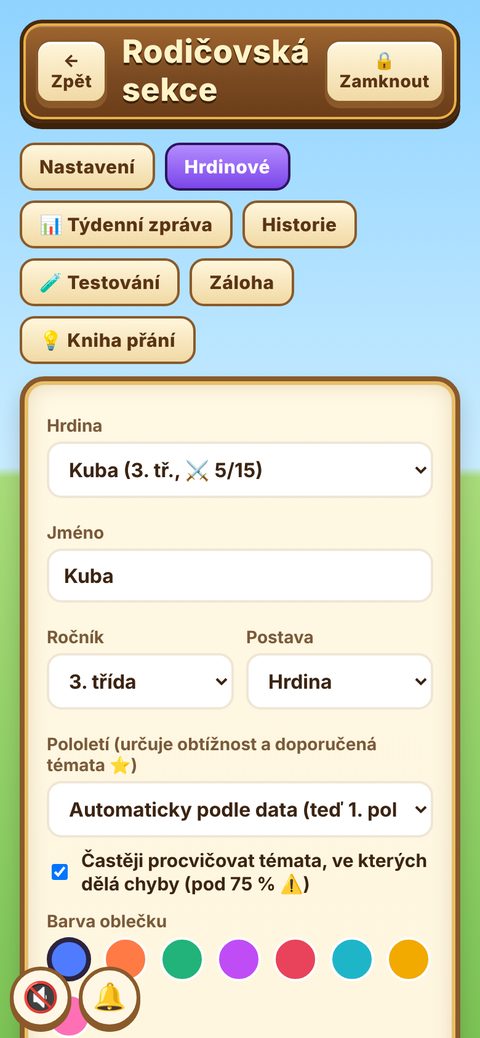 ←
Zpět
Rodičovská
sekce
🔒
Zamknout
Nastavení
Hrdinové
📊 Týdenní zpráva
Historie
🧪 Testování
Záloha
💡 Kniha přání
Hrdina
Kuba (3. tř., ⚔️ 5/15)
Jméno
Kuba
Ročník
Postava
3. třída
Hrdina
Pololetí (určuje obtížnost a doporučená
témata ⭐)
Automaticky podle data (teď 1. pol
Častěji procvičovat témata, ve kterých
dělá chyby (pod 75 % ⚠️)
Barva oblečku